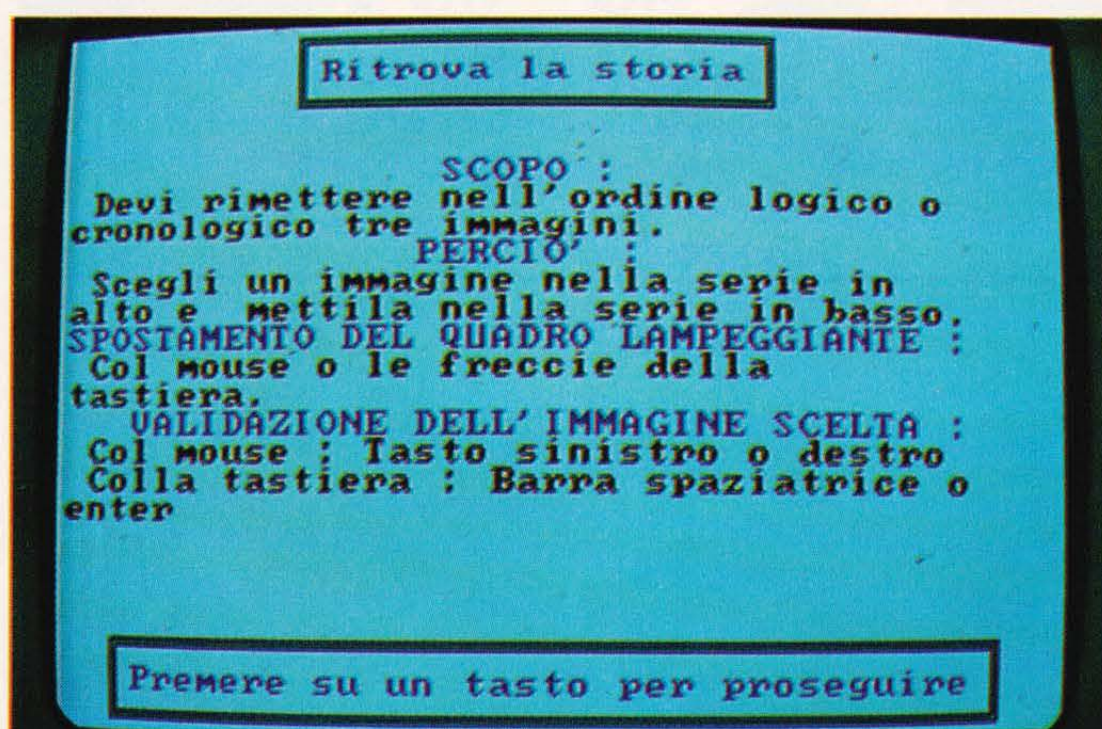 Ritrova la storia
SCOPO :
Devi rimettere nell'ordine logico o
cronologico tre immagini.
PERCIO' :
Scegli un immagine nella serie in
alto e mettila nella serie in basso.
SPOSTAMENTO DEL QUADRO LAMPEGGIANTE :
Col mouse o le freccie della
tastiera.
VALIDAZIONE DELL'IMMAGINE SCELTA :
Col mouse : Tasto sinistro o destro
Colla tastiera : Barra spaziatrice o
enter
Premere su un tasto per proseguire